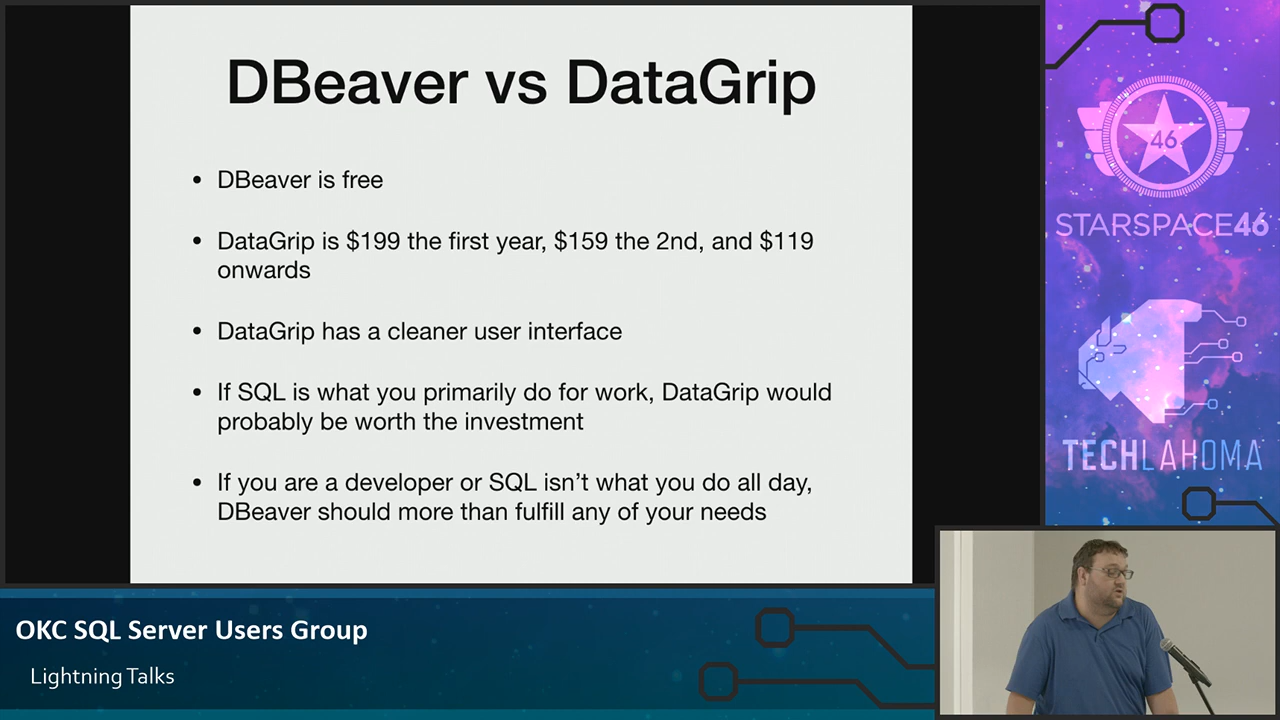 DBeaver vs DataGrip
• DBeaver is free
• DataGrip is $199 the first year, $159 the 2nd, and $119
onwards
• DataGrip has a cleaner user interface
• If SQL is what you primarily do for work, DataGrip would
probably be worth the investment
• If you are a developer or SQL isn’t what you do all day,
DBeaver should more than fulfill any of your needs
46
STARSPACE46
TECHLAHOMA
OKC SQL Server Users Group
Lightning Talks